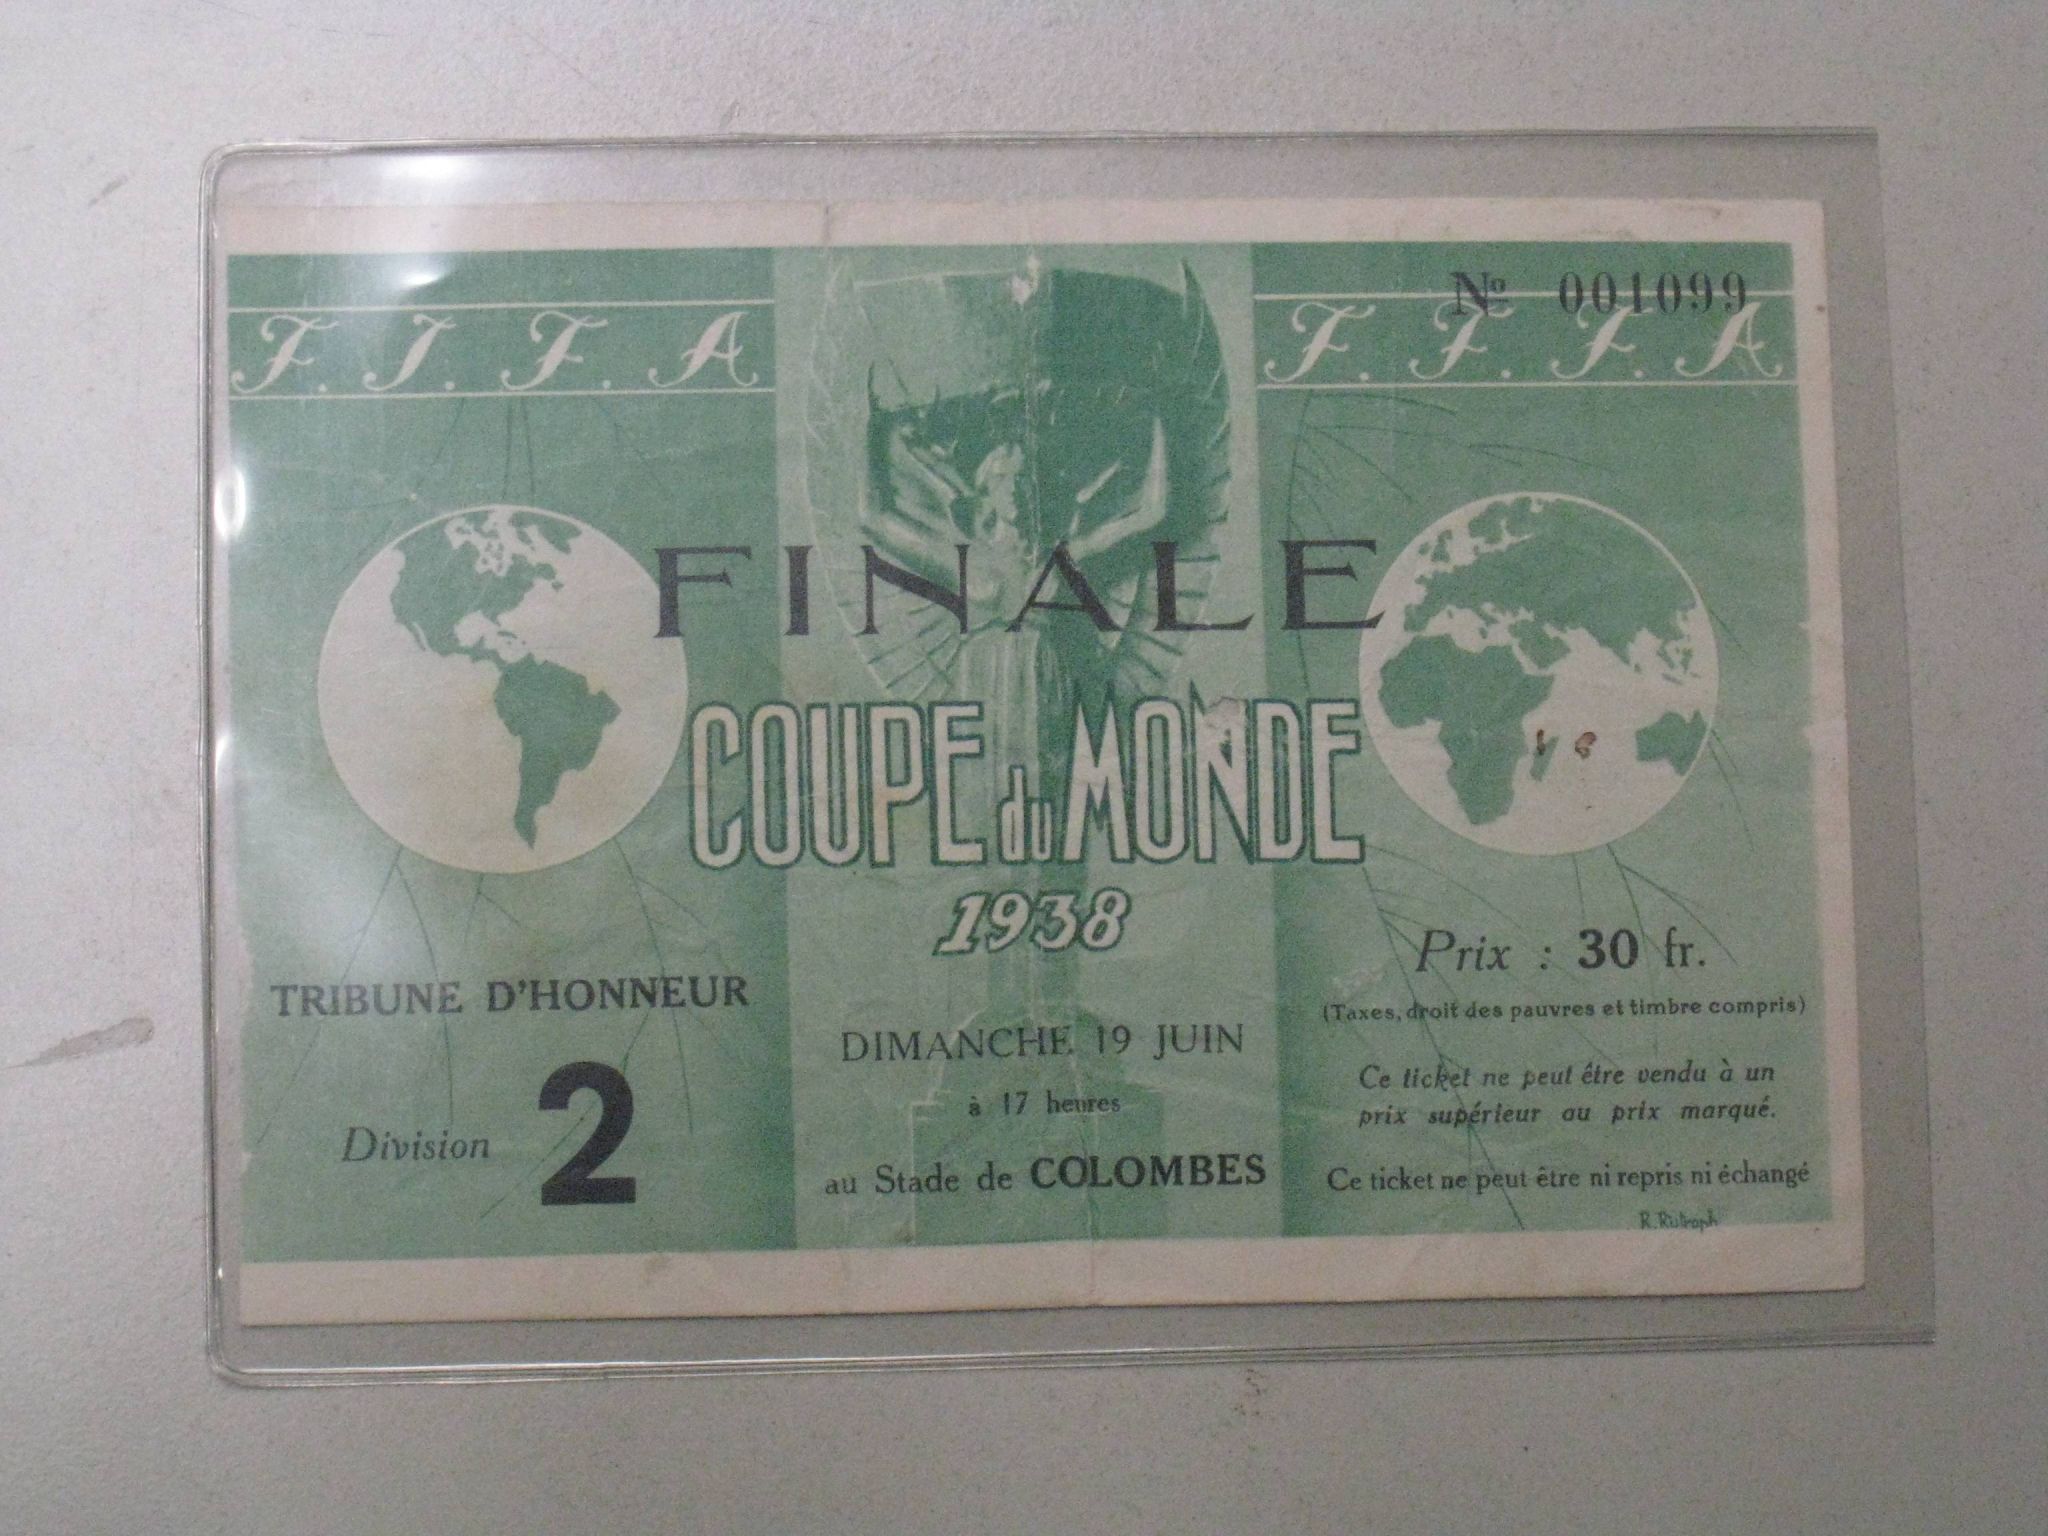 Nº 001099
F. I. F. A
F. F. F. A
FINALE
COUPE du MONDE
1938
TRIBUNE D'HONNEUR
Division 2
DIMANCHE 19 JUIN
à 17 heures
au Stade de COLOMBES
Prix : 30 fr.
(Taxes, droit des pauvres et timbre compris)
Ce ticket ne peut être vendu à un
prix supérieur au prix marqué.
Ce ticket ne peut être ni repris ni échangé